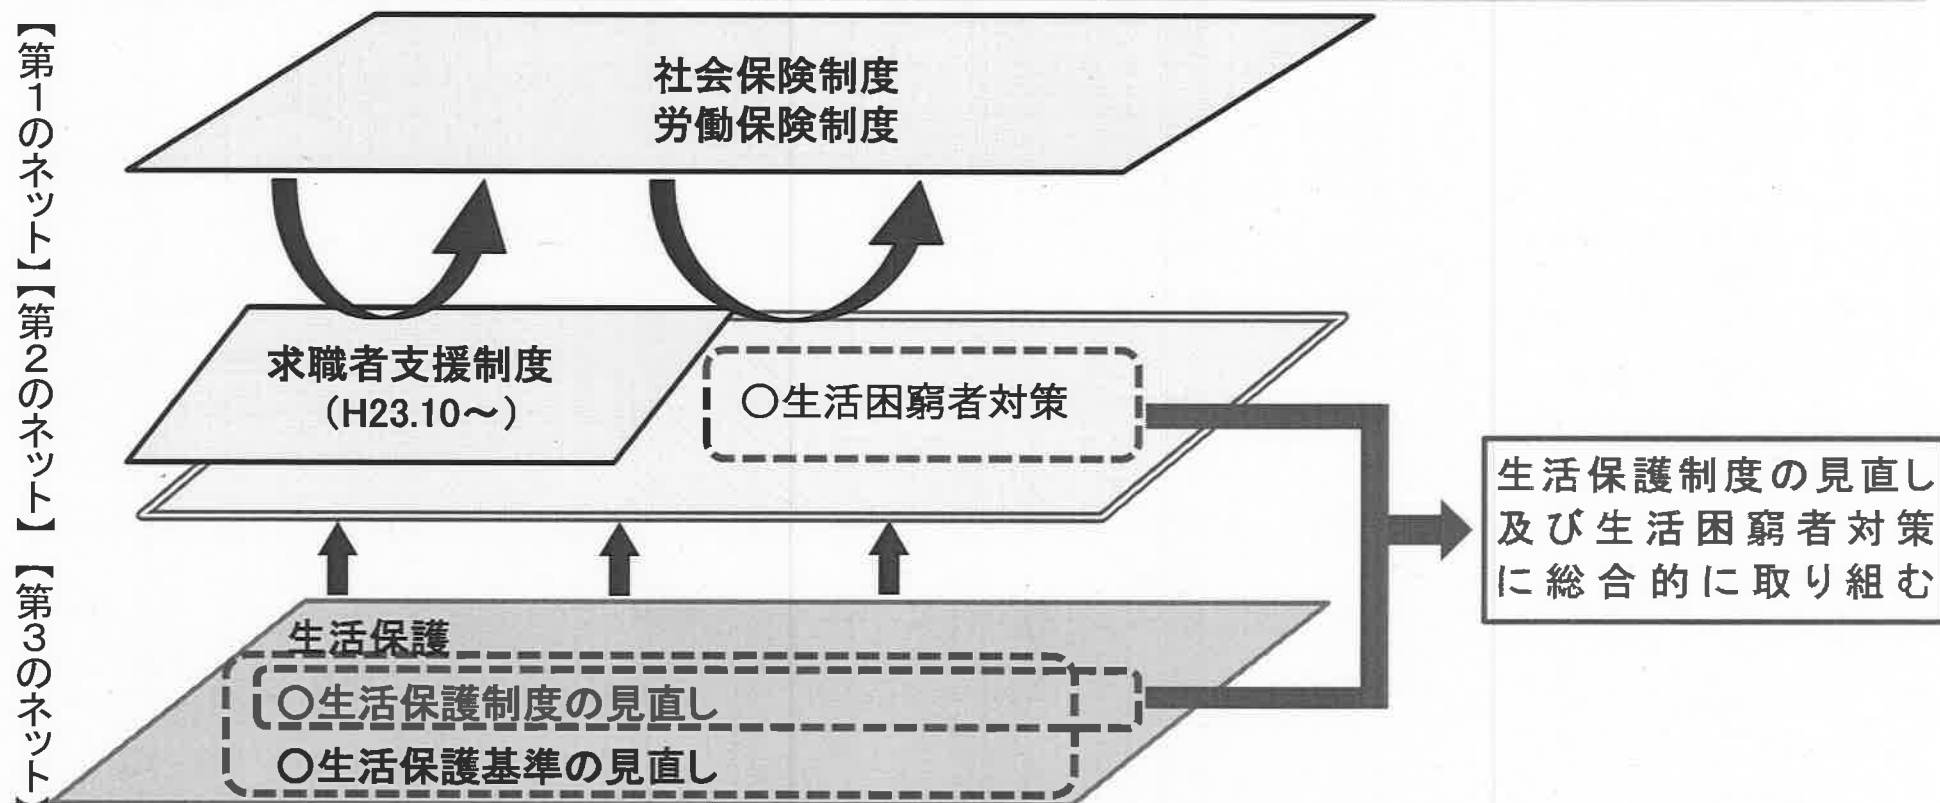 【第1のネット】
社会保険制度
労働保険制度
【第2のネット】
求職者支援制度
（H23.10～）
○生活困窮者対策
生活保護制度の見直し
及び生活困窮者対策
に総合的に取り組む
【第3のネット】
生活保護
○生活保護制度の見直し
○生活保護基準の見直し